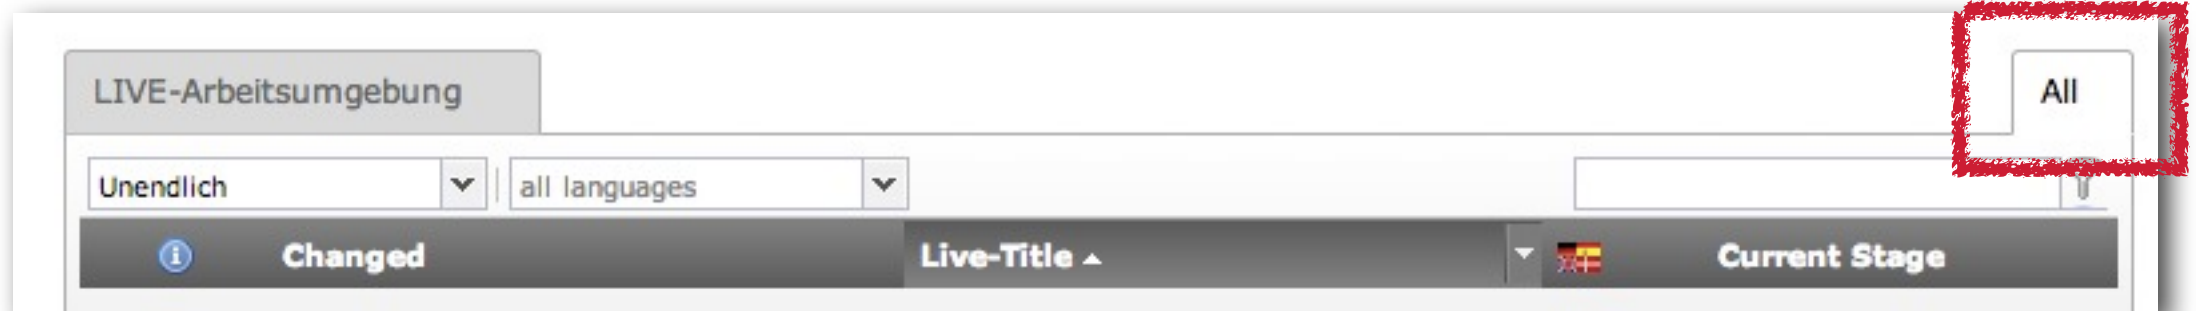 LIVE-Arbeitsumgebung All
Unendlich all languages
Changed Live-Title Current Stage